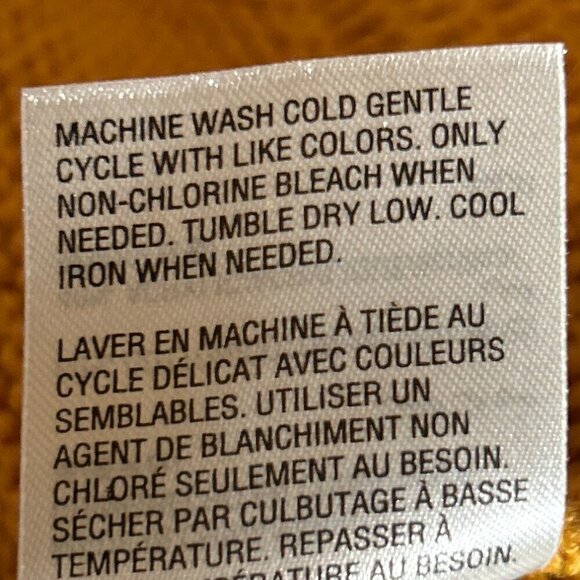 MACHINE WASH COLD GENTLE
CYCLE WITH LIKE COLORS. ONLY
NON-CHLORINE BLEACH WHEN
NEEDED. TUMBLE DRY LOW. COOL
IRON WHEN NEEDED.
LAVER EN MACHINE À TIÈDE AU
CYCLE DÉLICAT AVEC COULEURS
SEMBLABLES. UTILISER UN
AGENT DE BLANCHIMENT NON
CHLORÉ SEULEMENT AU BESOIN.
SÉCHER PAR CULBUTAGE À BASSE
TEMPÉRATURE. REPASSER À
AU BESOIN.